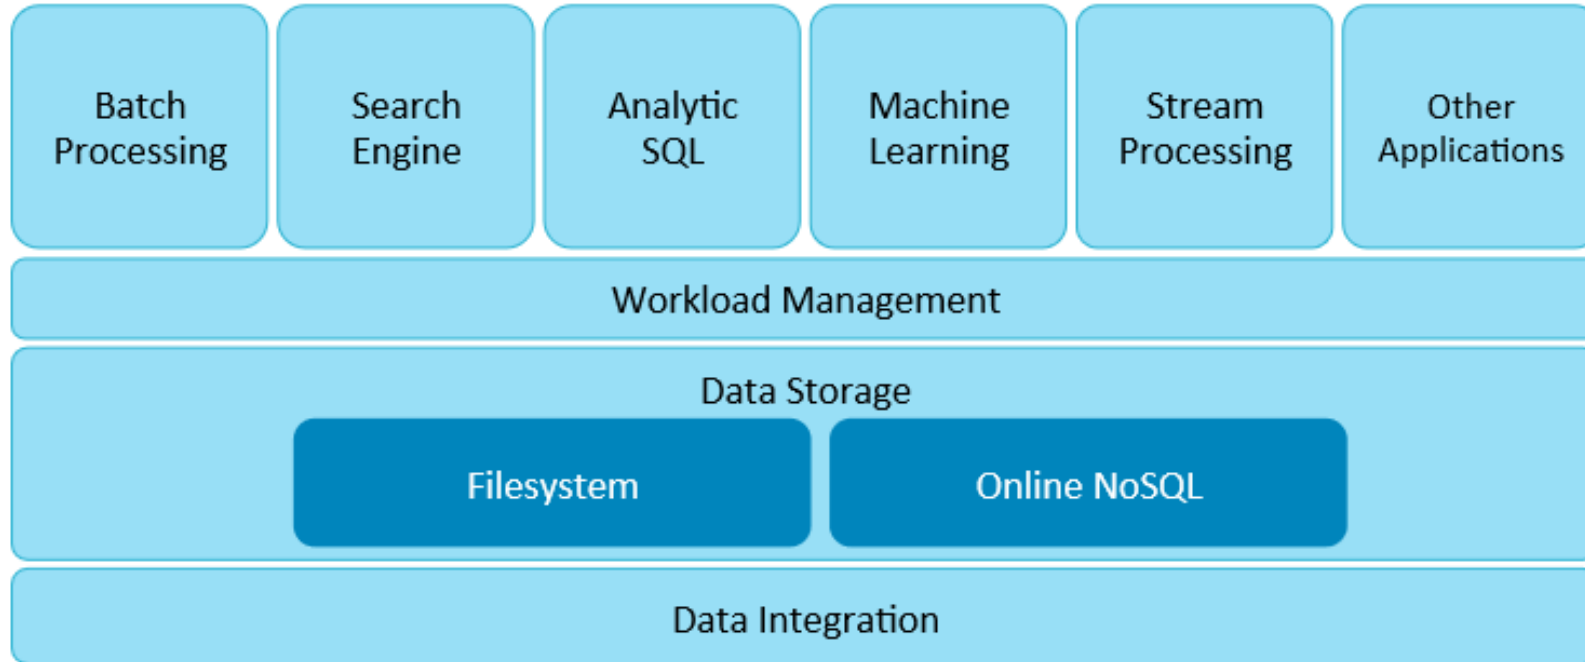 Batch
Processing
Search
Engine
Analytic
SQL
Machine
Learning
Stream
Processing
Other
Applications
Workload Management
Data Storage
Filesystem
Online NoSQL
Data Integration